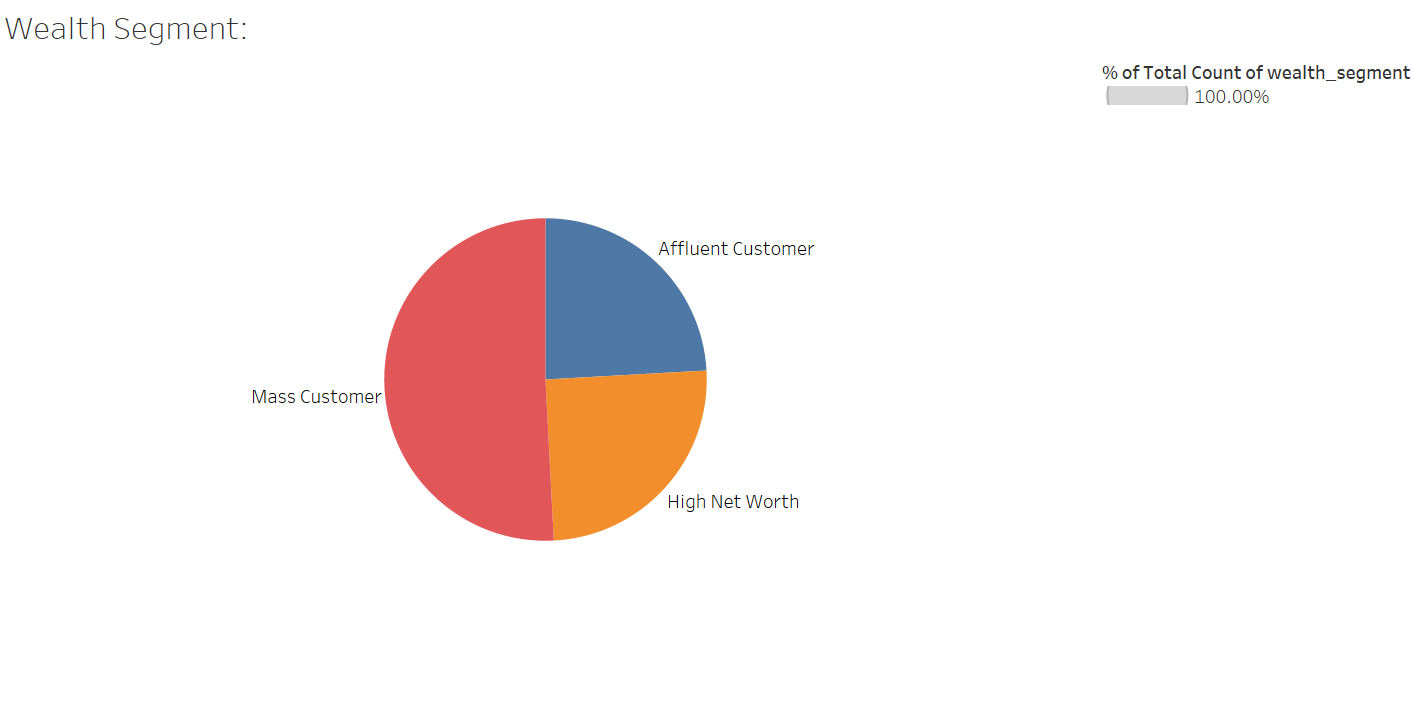 Wealth Segment:
% of Total Count of wealth_segment
100.00%
Affluent Customer
Mass Customer
High Net Worth